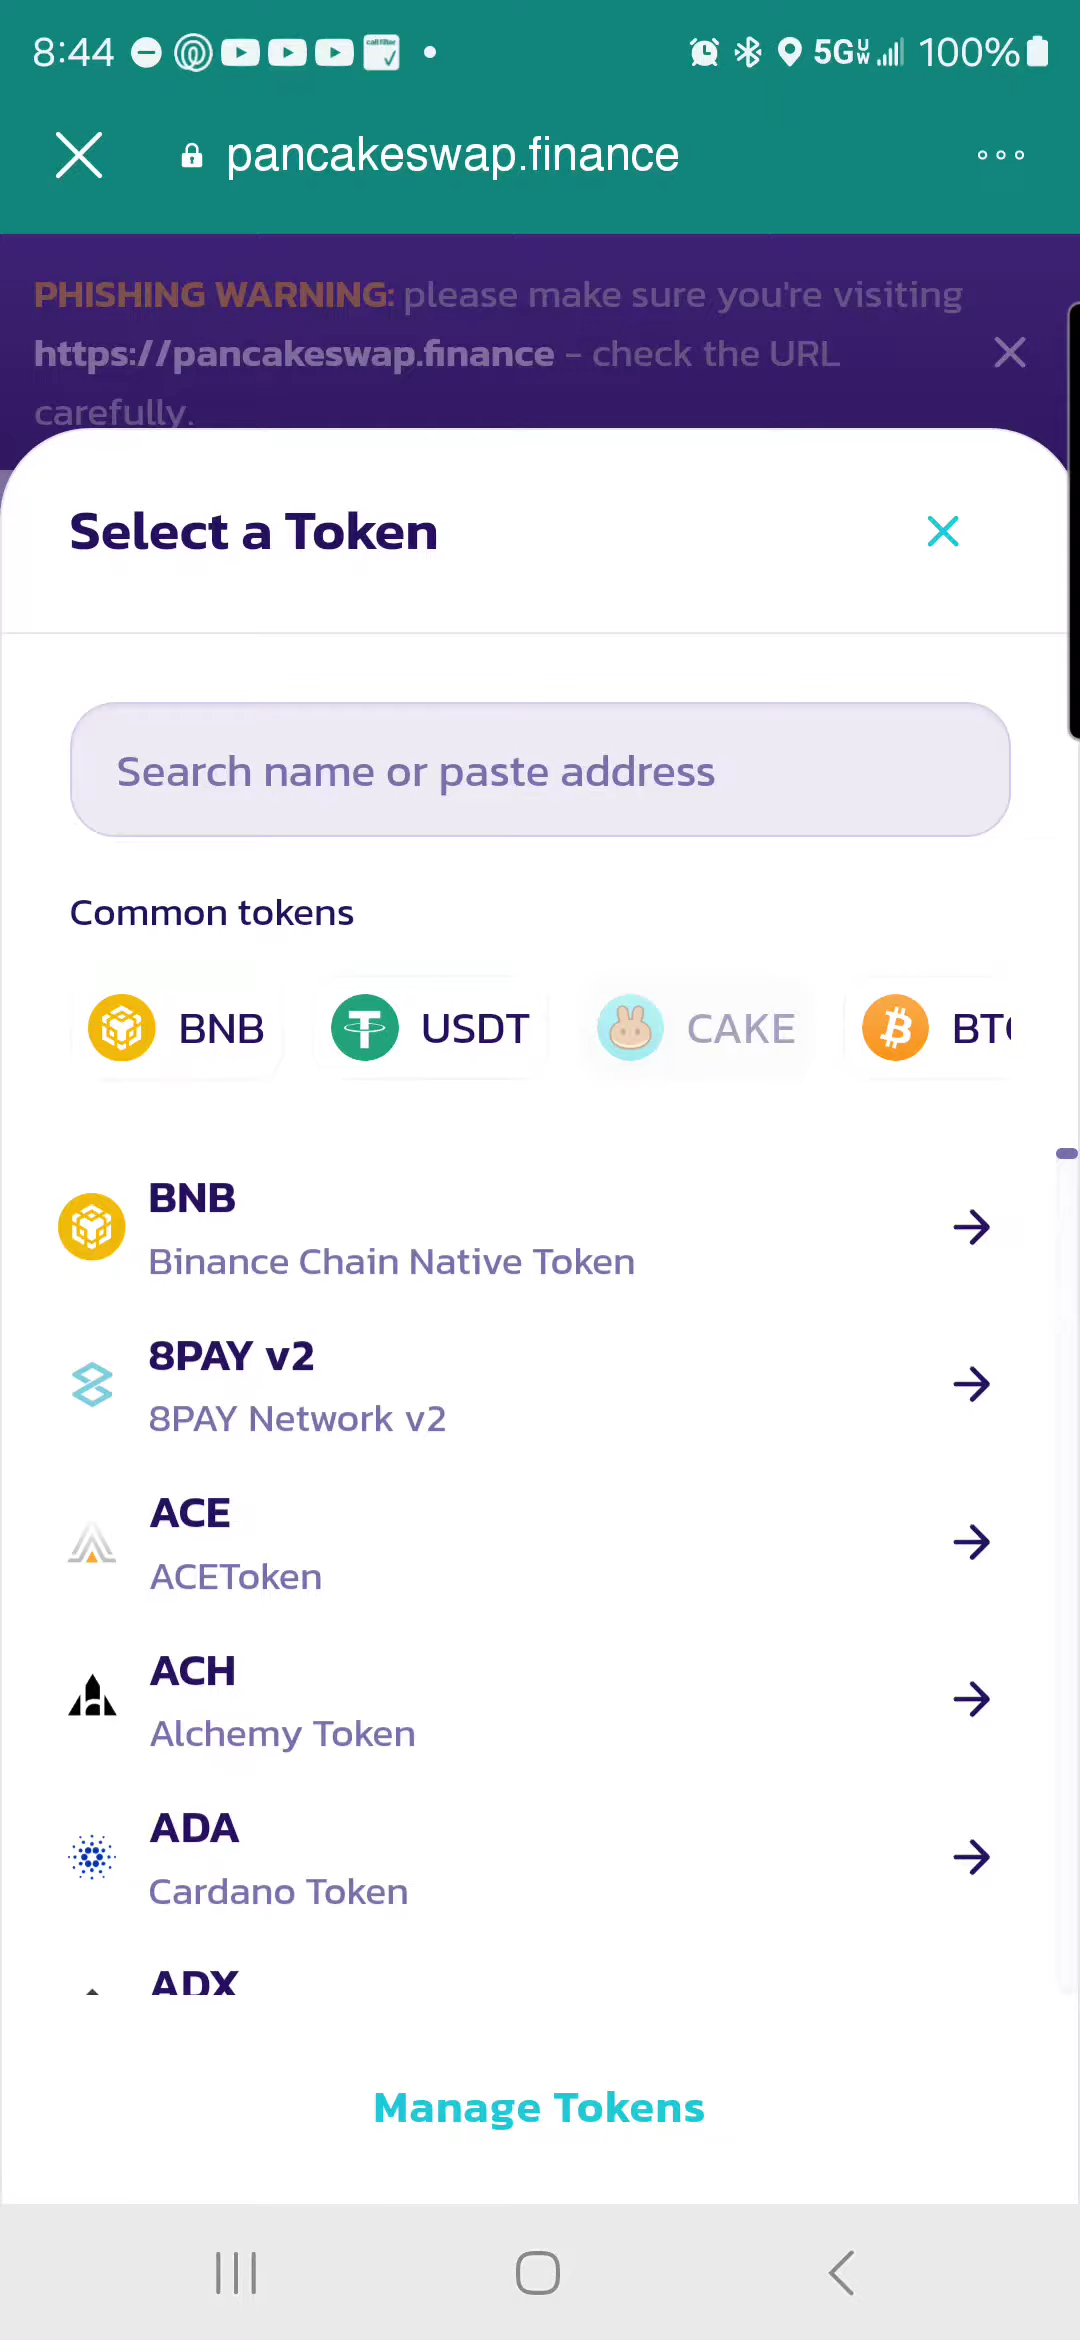 8:44
5G UW 100%
pancakeswap.finance
PHISHING WARNING: please make sure you're visiting
https://pancakeswap.finance - check the URL
carefully.
Select a Token
Search name or paste address
Common tokens
BNB USDT CAKE BT
BNB
Binance Chain Native Token
8PAY v2
8PAY Network v2
ACE
ACEToken
ACH
Alchemy Token
ADA
Cardano Token
ADX
Manage Tokens